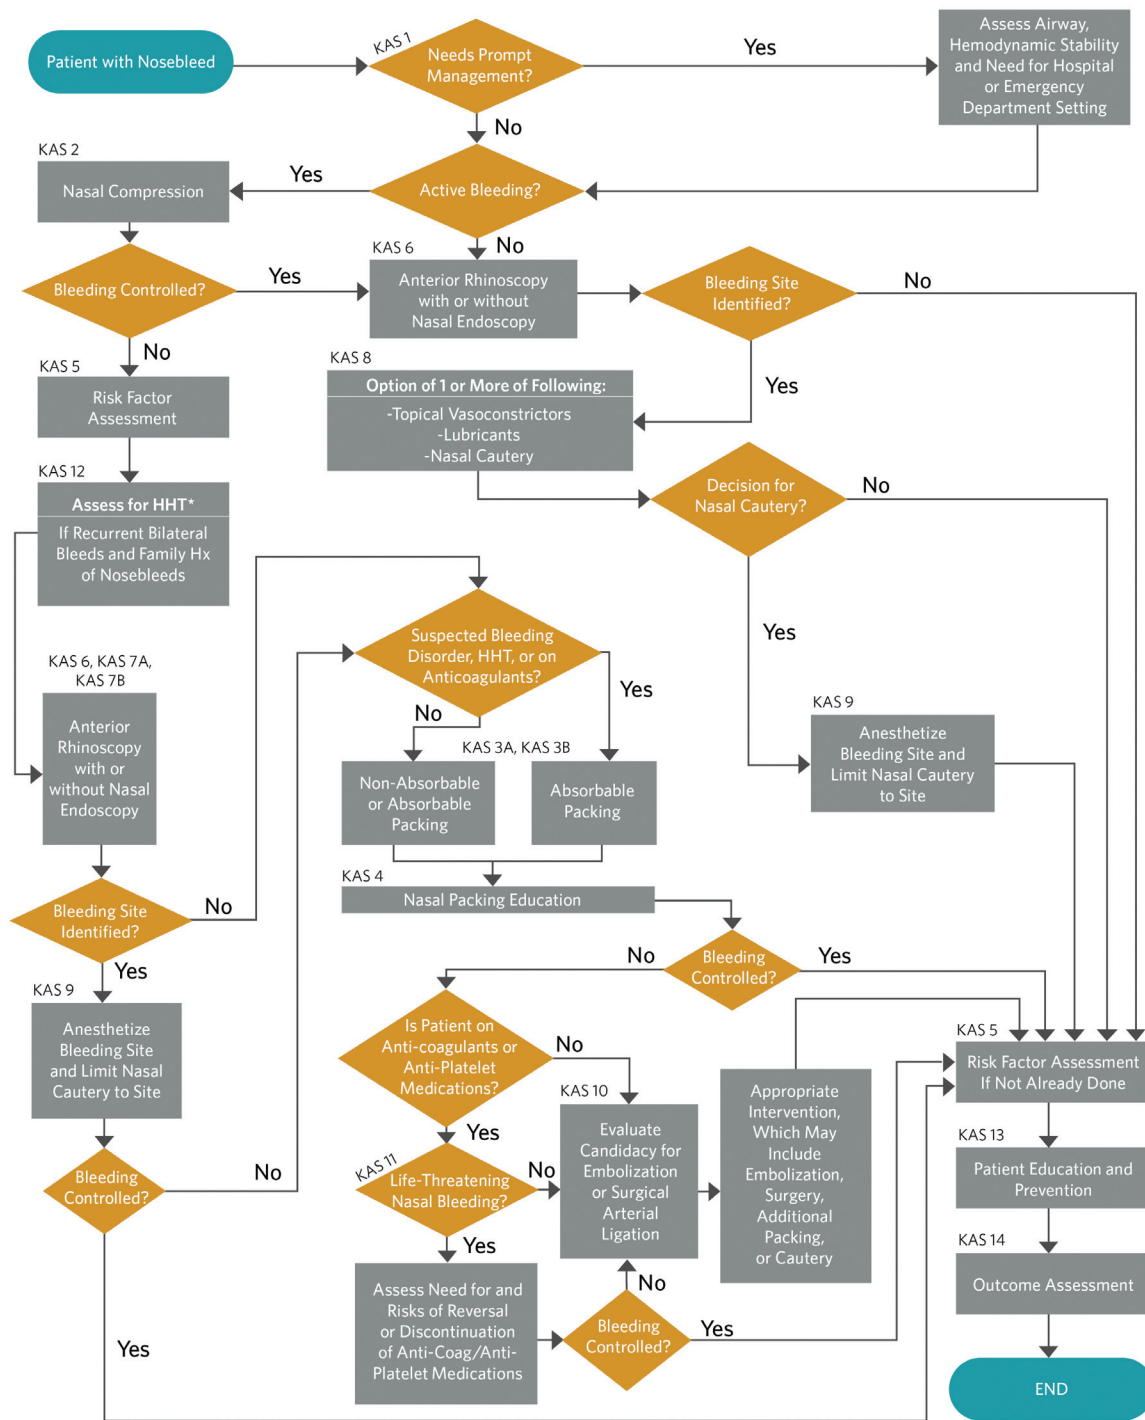 Patient with Nosebleed
KAS 1
Needs Prompt
Management?
Yes
Assess Airway,
Hemodynamic Stability
and Need for Hospital
or Emergency
Department Setting
No
KAS 2
Nasal Compression
Yes
Active Bleeding?
No
KAS 6
Bleeding Controlled?
Yes
Anterior Rhinoscopy
with or without
Nasal Endoscopy
Bleeding Site
Identified?
No
No
Yes
KAS 5
Risk Factor
Assessment
KAS 8
Option of 1 or More of Following:
-Topical Vasoconstrictors
-Lubricants
-Nasal Cautery
KAS 12
Assess for HHT*
If Recurrent Bilateral
Bleeds and Family Hx
of Nosebleeds
Decision for
Nasal Cautery?
No
Yes
Suspected Bleeding
Disorder, HHT, or on
Anticoagulants?
No
Yes
KAS 6, KAS 7A,
KAS 7B
Anterior
Rhinoscopy
with or
without Nasal
Endoscopy
KAS 3A, KAS 3B
Non-Absorbable
or Absorbable
Packing
Absorbable
Packing
KAS 9
Anesthetize
Bleeding Site and
Limit Nasal Cautery
to Site
KAS 4
Nasal Packing Education
Bleeding Site
Identified?
No
Yes
Bleeding
Controlled?
No
Yes
KAS 9
Anesthetize
Bleeding Site
and Limit Nasal
Cautery to Site
Is Patient on
Anti-coagulants or
Anti-Platelet
Medications?
No
Yes
KAS 5
Risk Factor Assessment
If Not Already Done
KAS 10
Evaluate
Candidacy for
Embolization
or Surgical
Arterial
Ligation
Appropriate
Intervention,
Which May
Include
Embolization,
Surgery,
Additional
Packing,
or Cautery
KAS 13
Patient Education and
Prevention
Bleeding
Controlled?
No
KAS 11
Life-Threatening
Nasal Bleeding?
No
Yes
KAS 14
Outcome Assessment
Assess Need for and
Risks of Reversal
or Discontinuation
of Anti-Coag/Anti-
Platelet Medications
No
Bleeding
Controlled?
Yes
Yes
END